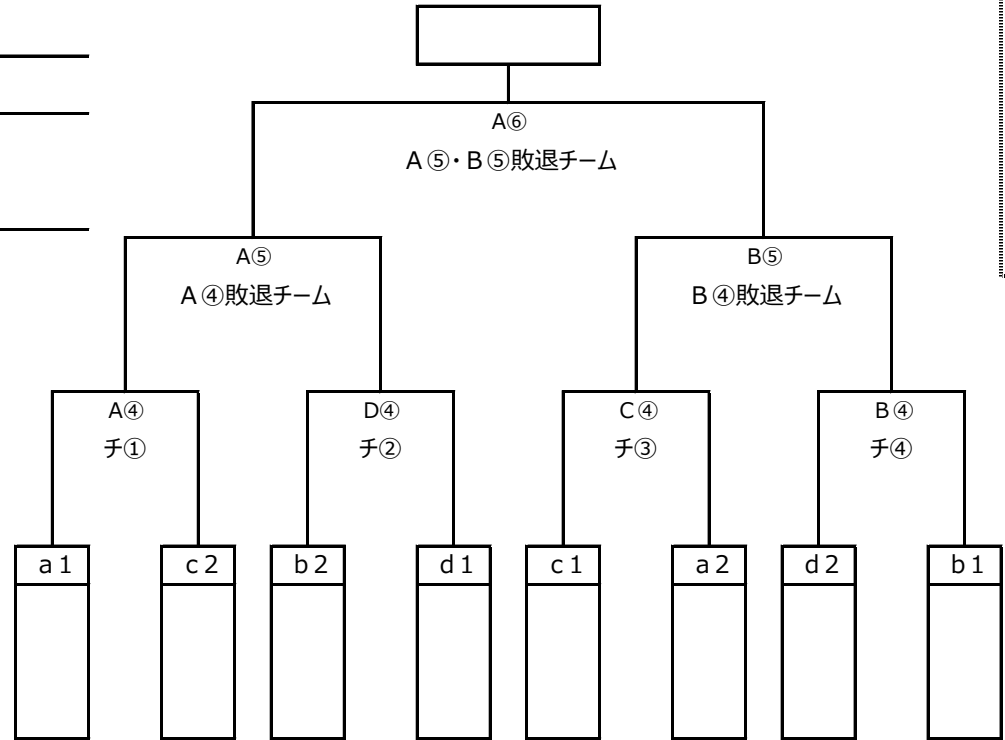 A⑥
A⑤・B⑤敗退チーム
A⑤
B⑤
A④敗退チーム
B④敗退チーム
A④
D④
C④
B④
チ①
チ②
チ③
チ④
a1
c2
b2
d1
c1
a2
d2
b1